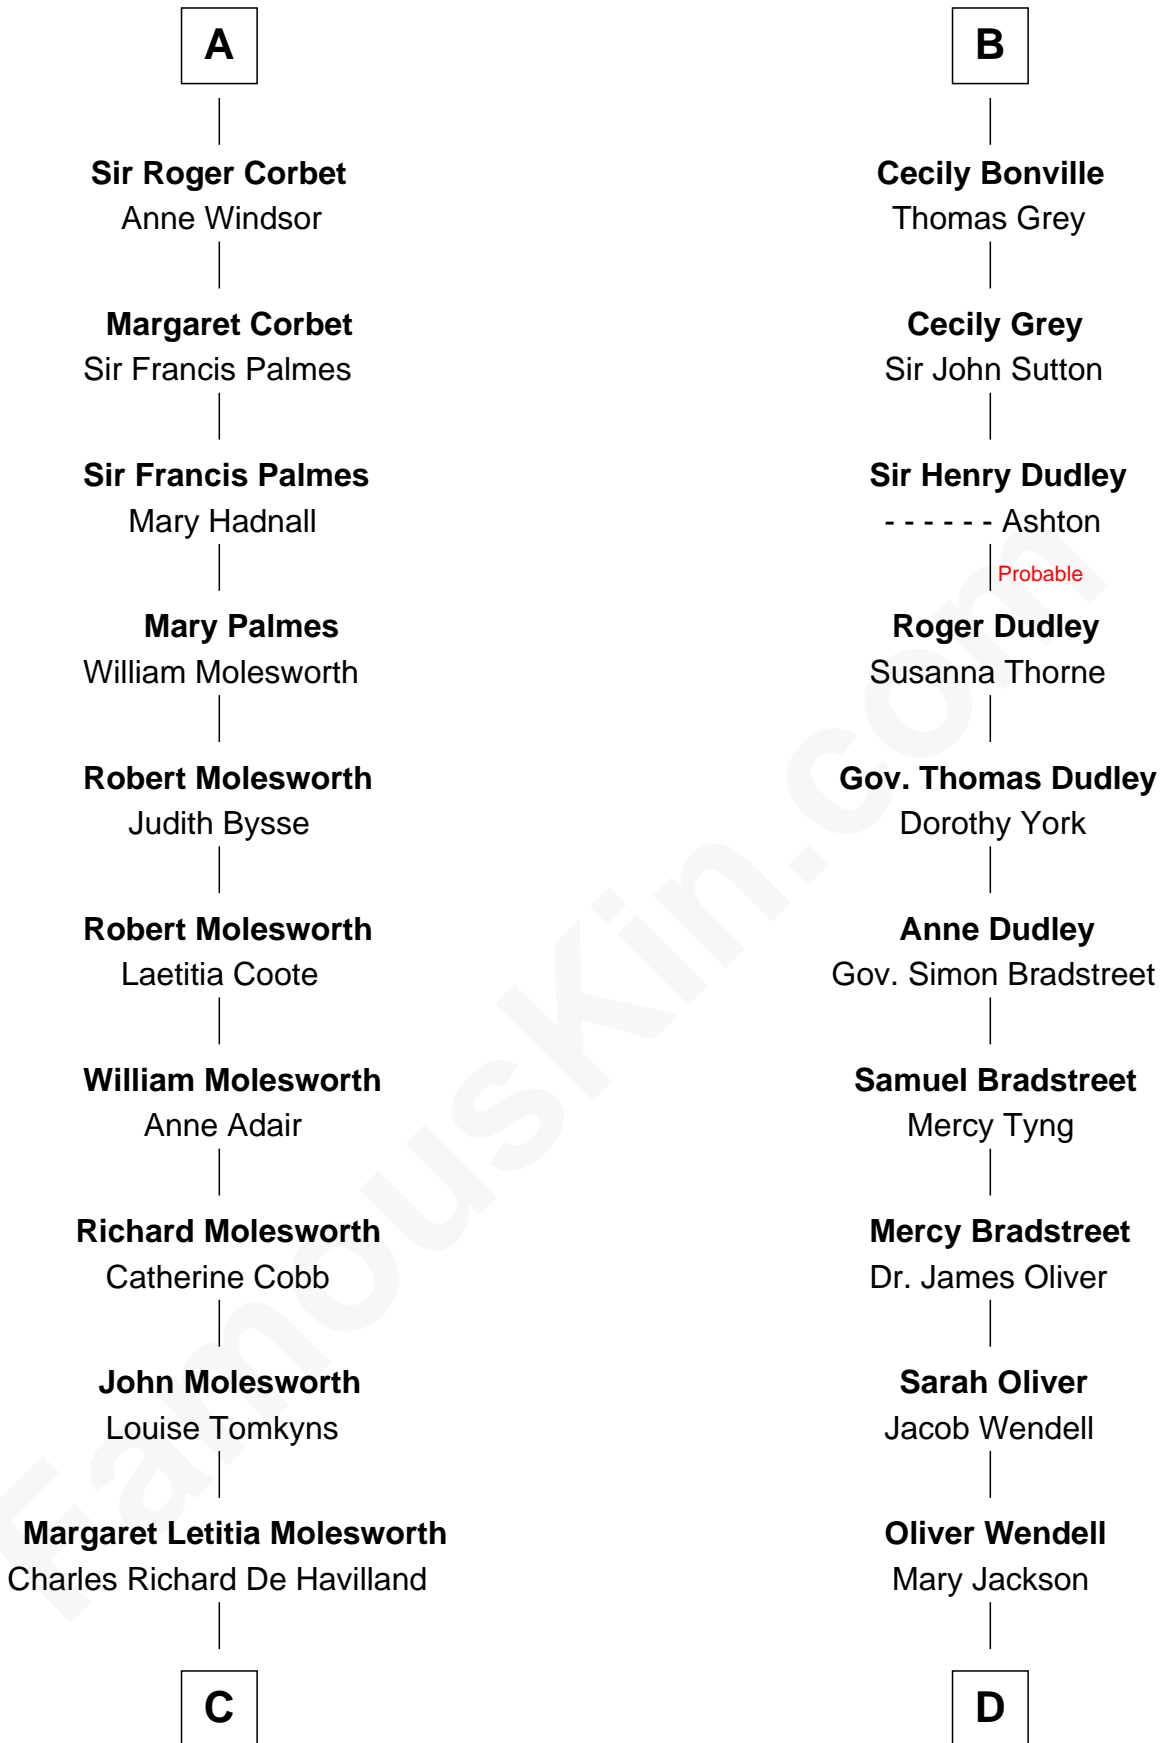 A
Sir Roger Corbet
Anne Windsor
Margaret Corbet
Sir Francis Palmes
Sir Francis Palmes
Mary Hadnall
Mary Palmes
William Molesworth
Robert Molesworth
Judith Bysse
Robert Molesworth
Laetitia Coote
William Molesworth
Anne Adair
Richard Molesworth
Catherine Cobb
John Molesworth
Louise Tomkyns
Margaret Letitia Molesworth
Charles Richard De Havilland
C
B
Cecily Bonville
Thomas Grey
Cecily Grey
Sir John Sutton
Sir Henry Dudley
- - - - - - Ashton
Probable
Roger Dudley
Susanna Thorne
Gov. Thomas Dudley
Dorothy York
Anne Dudley
Gov. Simon Bradstreet
Samuel Bradstreet
Mercy Tyng
Mercy Bradstreet
Dr. James Oliver
Sarah Oliver
Jacob Wendell
Oliver Wendell
Mary Jackson
D
FamousKin.com